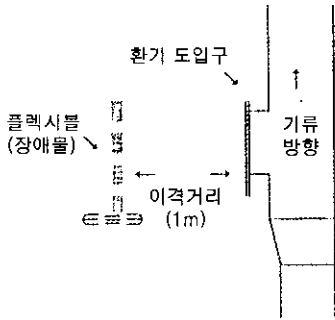 환기 도입구
플렉시블
(장애물)
기류
방향
이격거리
(1m)